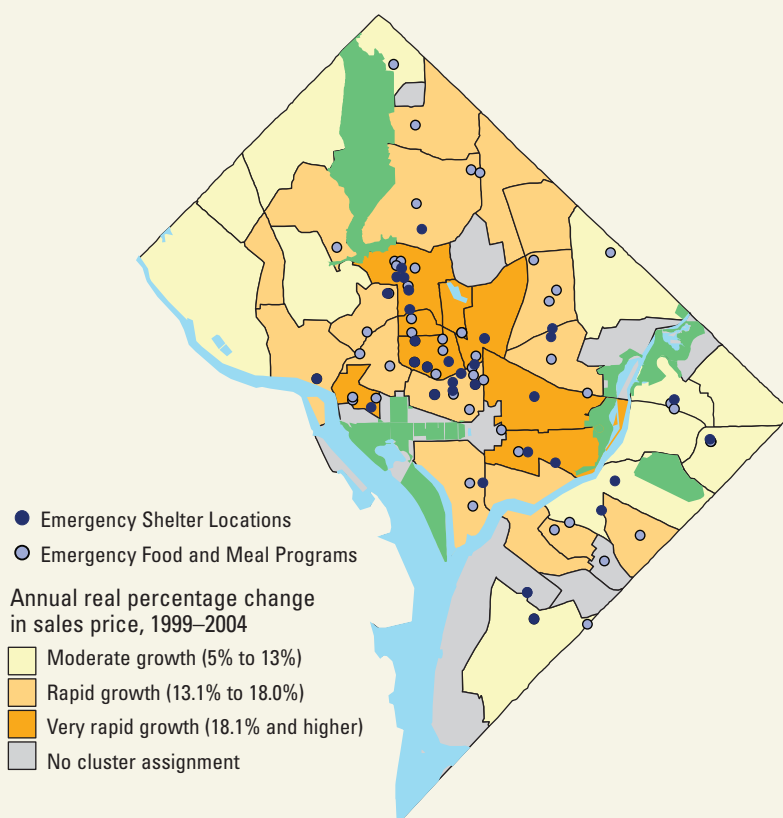 Emergency Shelter Locations
Emergency Food and Meal Programs
Annual real percentage change
in sales price, 1999–2004
Moderate growth (5% to 13%)
Rapid growth (13.1% to 18.0%)
Very rapid growth (18.1% and higher)
No cluster assignment